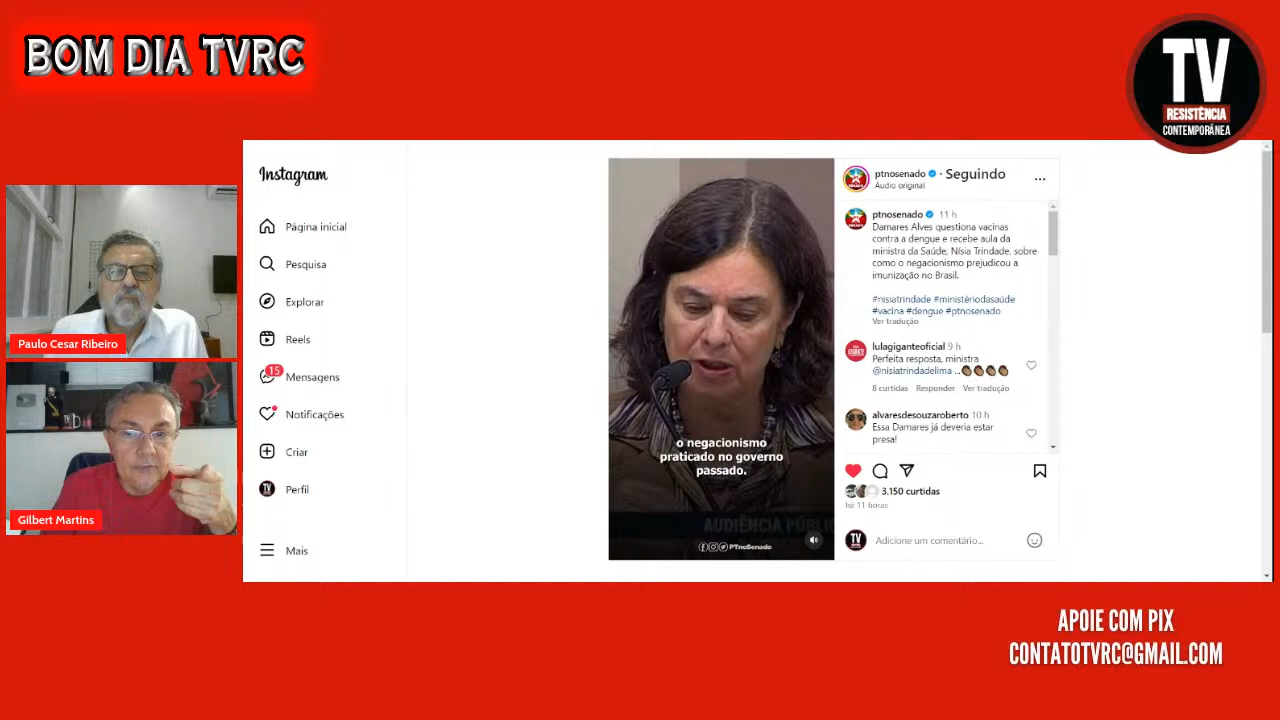 BOM DIA TVRC
TV
RESISTÊNCIA
CONTEMPORÂNEA
Paulo Cesar Ribeiro
Gilbert Martins
Instagram
Página inicial
Pesquisa
Explorar
Reels
15
Mensagens
Notificações
Criar
Perfil
Mais
o negacionismo
praticado no governo
passado.
AUDIÊNCIA PÚBLIC
PTnoSenado
ptnosenado • Seguindo
Áudio original
ptnosenado 11 h
Damares Alves questiona vacinas
contra a dengue e recebe aula da
ministra da Saúde, Nísia Trindade, sobre
como o negacionismo prejudicou a
imunização no Brasil.
#nisiatrindade #ministériodasaúde
#vacina #dengue #ptnosenado
Ver tradução
lulagiganteoficial 9 h
Perfeita resposta, ministra
@nisiatrindadelima ...👏🏾👏🏾👏🏾👏🏾
8 curtidas Responder Ver tradução
alvaresdesouzaroberto 10 h
Essa Damares já deveria estar
presa!
3.150 curtidas
há 11 horas
TV
Adicione um comentário...
APOIE COM PIX
CONTATOTVRC@GMAIL.COM